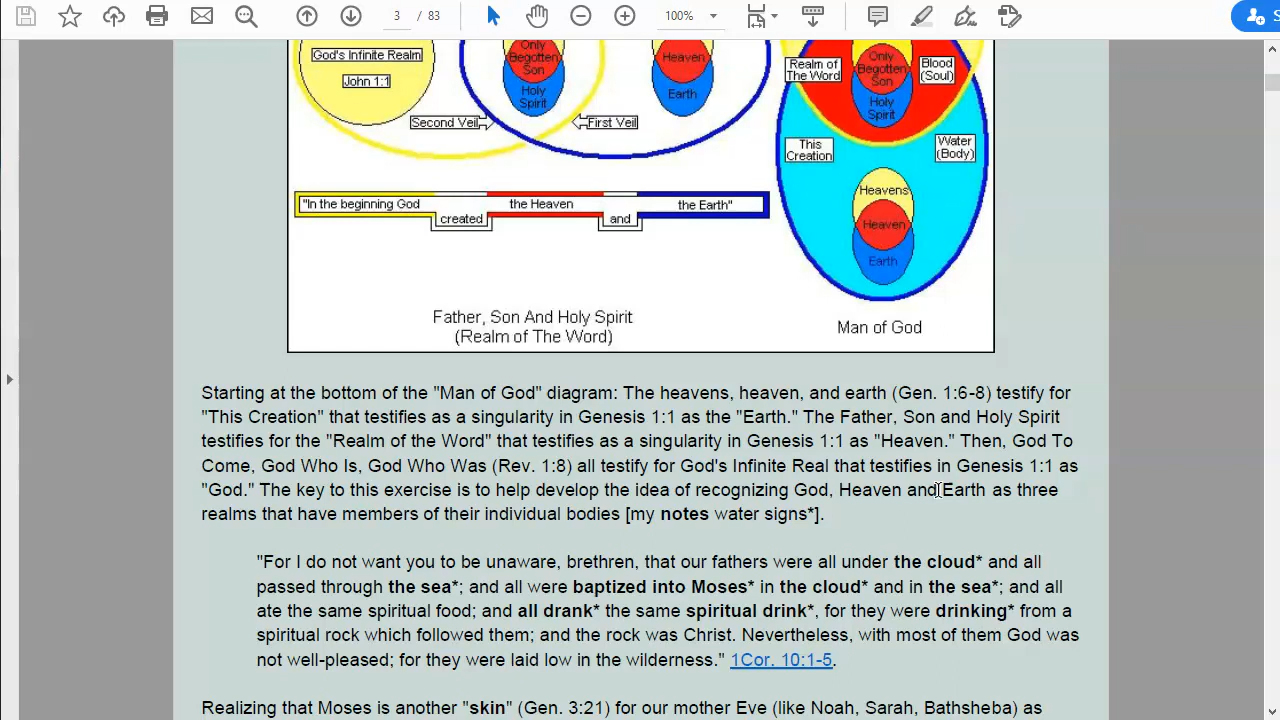 3 / 83
100%
S
God's Infinite Realm
John 1:1
Only
Begotten
Son
Holy
Spirit
Second Veil
First Veil
Heaven
Earth
"In the beginning God
created
the Heaven
and
the Earth"
Father, Son And Holy Spirit
(Realm of The Word)
Realm of
The Word
Only
Begotten
Son
Holy
Spirit
Blood
(Soul)
This
Creation
Water
(Body)
Heavens
Heaven
Earth
Man of God
Starting at the bottom of the "Man of God" diagram: The heavens, heaven, and earth (Gen. 1:6-8) testify for
"This Creation" that testifies as a singularity in Genesis 1:1 as the "Earth." The Father, Son and Holy Spirit
testifies for the "Realm of the Word" that testifies as a singularity in Genesis 1:1 as "Heaven." Then, God To
Come, God Who Is, God Who Was (Rev. 1:8) all testify for God's Infinite Real that testifies in Genesis 1:1 as
"God." The key to this exercise is to help develop the idea of recognizing God, Heaven and Earth as three
realms that have members of their individual bodies [my notes water signs*].
"For I do not want you to be unaware, brethren, that our fathers were all under the cloud* and all
passed through the sea*; and all were baptized into Moses* in the cloud* and in the sea*; and all
ate the same spiritual food; and all drank* the same spiritual drink*, for they were drinking* from a
spiritual rock which followed them; and the rock was Christ. Nevertheless, with most of them God was
not well-pleased; for they were laid low in the wilderness." 1Cor. 10:1-5.
Realizing that Moses is another "skin" (Gen. 3:21) for our mother Eve (like Noah, Sarah, Bathsheba) as